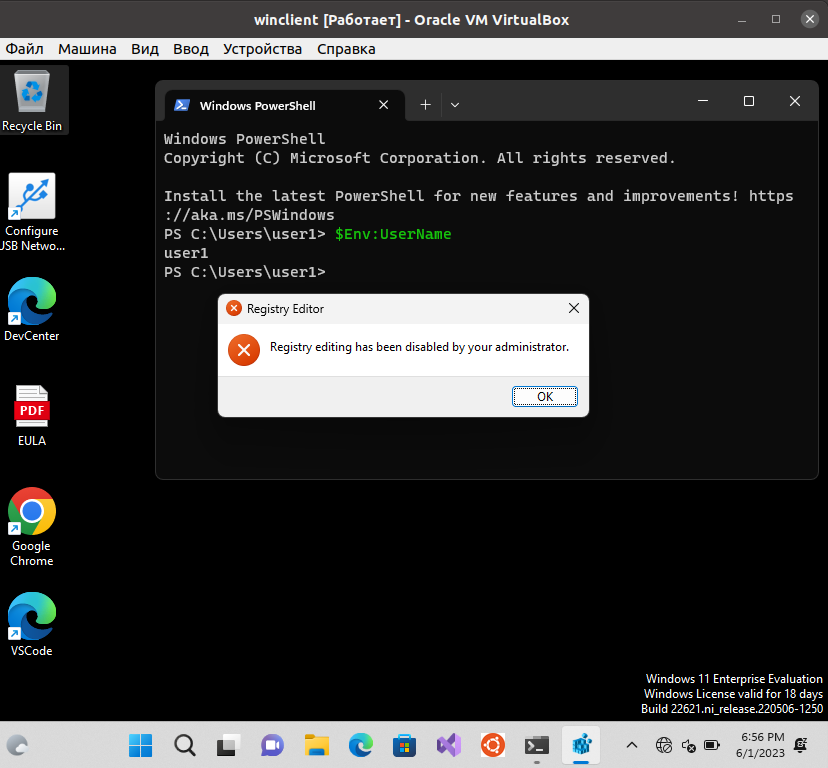 winclient [Работает] - Oracle VM VirtualBox
Файл Машина Вид Ввод Устройства Справка
Recycle Bin
Configure
USB Netwo...
DevCenter
PDF
EULA
Google
Chrome
VSCode
Windows PowerShell
Windows PowerShell
Copyright (C) Microsoft Corporation. All rights reserved.
Install the latest PowerShell for new features and improvements! https
://aka.ms/PSWindows
PS C:\Users\user1> $Env:UserName
user1
PS C:\Users\user1>
Registry Editor
Registry editing has been disabled by your administrator.
OK
Windows 11 Enterprise Evaluation
Windows License valid for 18 days
Build 22621.ni_release.220506-1250
6:56 PM
6/1/2023